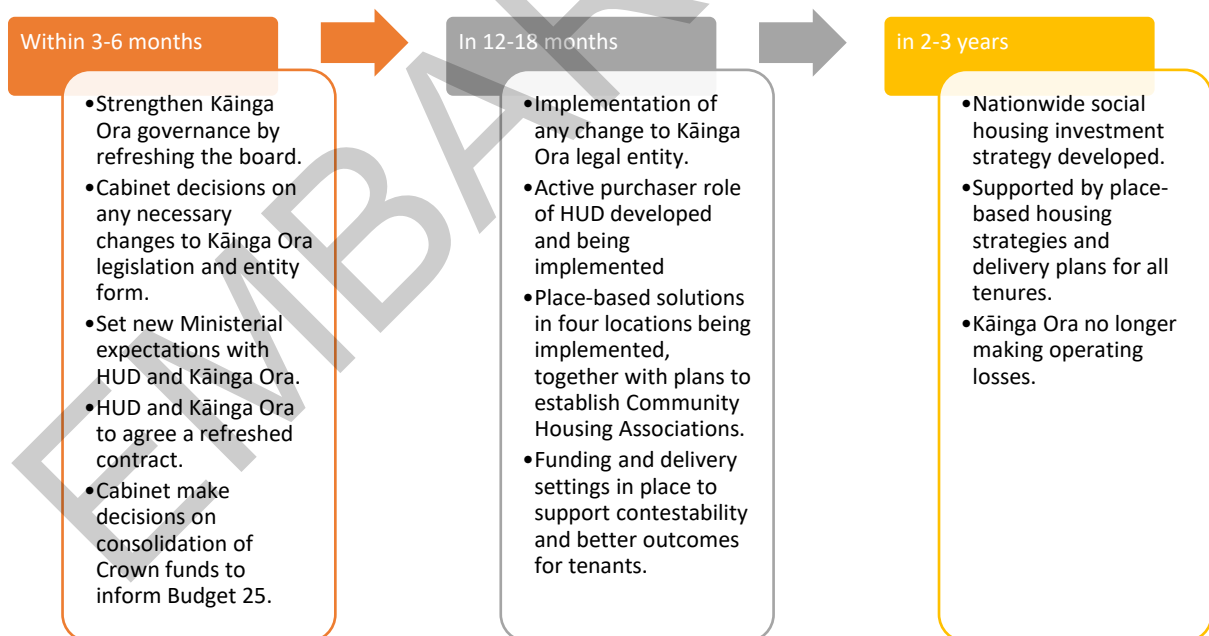 Within 3-6 months
•Strengthen Kāinga
Ora governance by
refreshing the board.
•Cabinet decisions on
any necessary
changes to Kāinga Ora
legislation and entity
form.
•Set new Ministerial
expectations with
HUD and Kāinga Ora.
•HUD and Kāinga Ora
to agree a refreshed
contract.
•Cabinet make
decisions on
consolidation of
Crown funds to
inform Budget 25.
In 12-18 months
•Implementation of
any change to Kāinga
Ora legal entity.
•Active purchaser role
of HUD developed
and being
implemented
•Place-based solutions
in four locations being
implemented,
together with plans to
establish Community
Housing Associations.
•Funding and delivery
settings in place to
support contestability
and better outcomes
for tenants.
in 2-3 years
•Nationwide social
housing investment
strategy developed.
•Supported by place-
based housing
strategies and
delivery plans for all
tenures.
•Kāinga Ora no longer
making operating
losses.
EMBAR